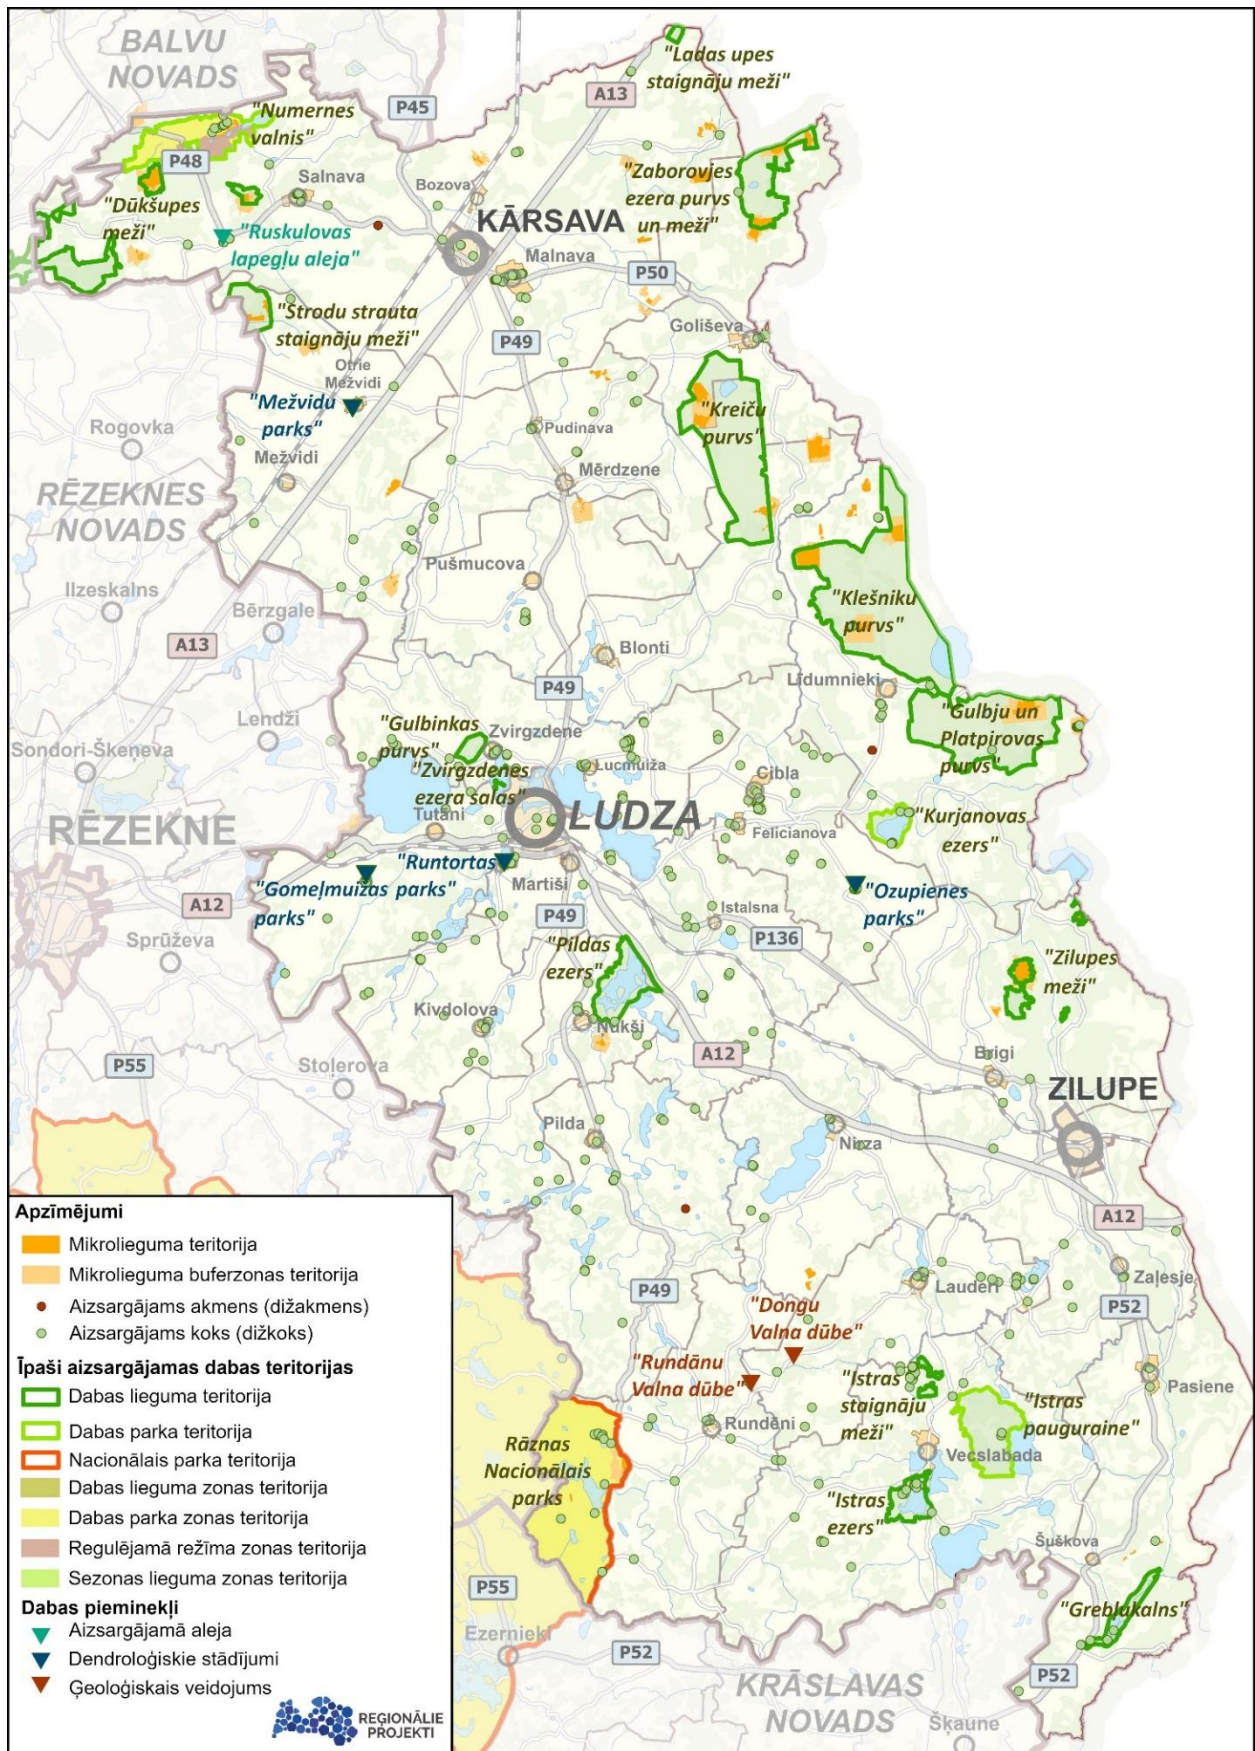 BALVU
NOVADS
"Ladas upes
staignāju meži"
A13
P45
"Numernes
valnis"
P48
Salnava
Bozova
"Zaborovjes
ezera purvs
un meži"
"Dūkšupes
meži"
KĀRSAVA
"Ruskulovas
lapegļu aleja"
Malnava
P50
"Strodu strauta
staignāju meži"
P49
Goliševa
Otrie
Mežvidi
"Mežvidu
parks"
"Kreiču
purvs"
Rogovka
Pudinava
Mežvidi
Mērdzene
RĒZEKNES
NOVADS
Pušmucova
Ilzeskalns
Bērzgale
"Klešniku
purvs"
A13
Blonti
Līdumnieki
P49
Lendži
"Gulbinkas
purvs"
Zvirgzdene
"Gulbju un
Platpirovas
purvs"
Sondori-Škeņeva
"Zvirgzdenes
ezera salas"
Lucmuiža
Cibla
Tutāni
LUDZA
RĒZEKNE
Felicianova
"Kurjanovas
ezers"
"Runtortas
parks"
"Gomeļmuižas
parks"
Martiši
"Ozupienes
parks"
A12
P49
Istalsna
Sprūževa
P136
"Pildas
ezers"
"Zilupes
meži"
Kivdolova
Nukši
P55
A12
Stoļerova
Brigi
ZILUPE
Pilda
Nirza
A12
Zaļesje
Lauderi
P49
P52
"Dongu
Valna dūbe"
"Rundānu
Valna dūbe"
"Istras
staignāju
meži"
Pasiene
"Istras
pauguraine"
Rundēni
Vecslabada
Rāznas
Nacionālais
parks
"Istras
ezers"
Šuškova
P55
"Greblukalns"
Ezernieki
P52
P52
KRĀSLAVAS
NOVADS
Šķaune
Apzīmējumi
Mikrolieguma teritorija
Mikrolieguma buferzonas teritorija
Aizsargājams akmens (dižakmens)
Aizsargājams koks (dižkoks)
Īpaši aizsargājamas dabas teritorijas
Dabas lieguma teritorija
Dabas parka teritorija
Nacionālais parka teritorija
Dabas lieguma zonas teritorija
Dabas parka zonas teritorija
Regulējamā režīma zonas teritorija
Sezonas lieguma zonas teritorija
Dabas pieminekļi
Aizsargājamā aleja
Dendroloģiskie stādījumi
Ģeoloģiskais veidojums
REĢIONĀLIE
PROJEKTI